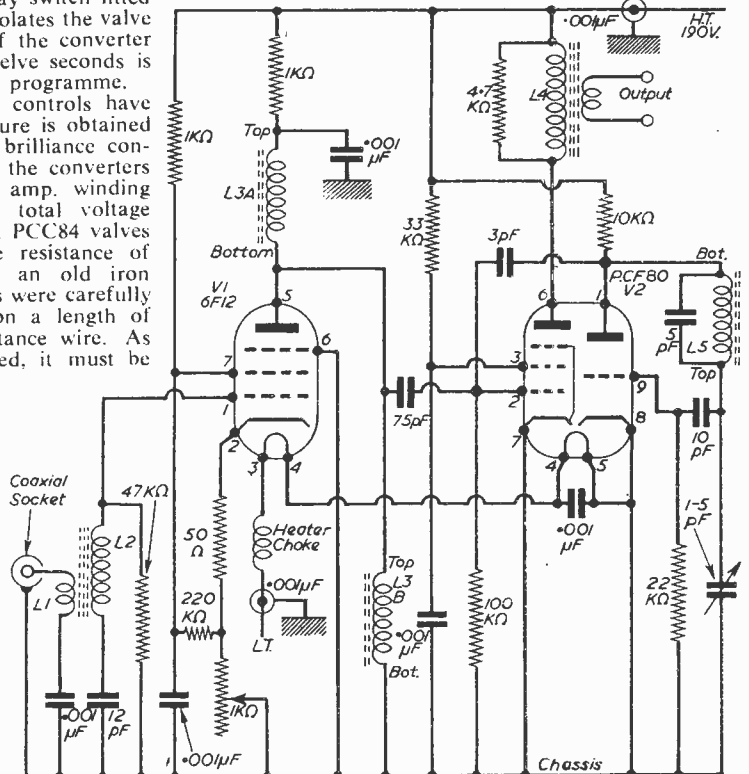 ay switch fitted
olates the valve
f the converter
elve seconds is
programme.
controls have
ure is obtained
brilliance con-
the converters
amp. winding
total voltage
PCC84 valves
e resistance of
an old iron
s were carefully
on a length of
tance wire. As
ed, it must be
·001μF
H.T.
190V.
1KΩ
1KΩ
4·7
KΩ
L4
Output
Top
·001
μF
L3A
Bottom
33
KΩ
10KΩ
3pF
Bot.
V1
6F12
PCF80
V2
5
6
7
1
2
3
4
6
1
3
2
9
7
8
4
5
5
pF
L5
Top
75pF
10
pF
Coaxial
Socket
47KΩ
L2
L1
50
Ω
Heater
Choke
·001μF
220
KΩ
L.T.
1KΩ
·001
μF
12
pF
·001μF
Top
L3
B
Bot.
·001
μF
100
KΩ
·001
μF
22
KΩ
1-5
pF
Chassis